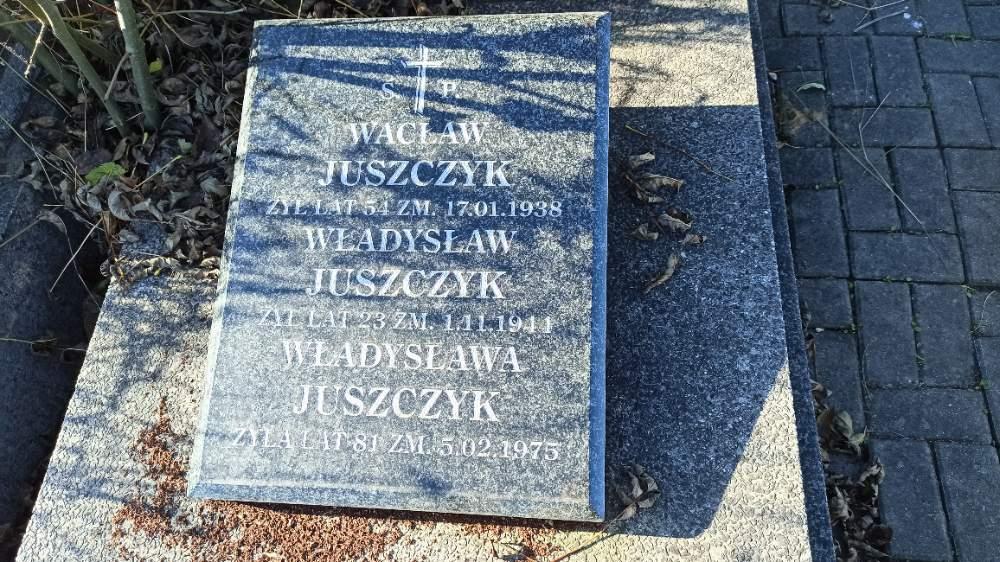 Ś P.
WACŁAW
JUSZCZYK
ŻYŁ LAT 54 ZM. 17.01.1938
WŁADYSŁAW
JUSZCZYK
ŻYŁ LAT 23 ZM. 1.11.1944
WŁADYSŁAWA
JUSZCZYK
ŻYŁA LAT 81 ZM. 5.02.1975